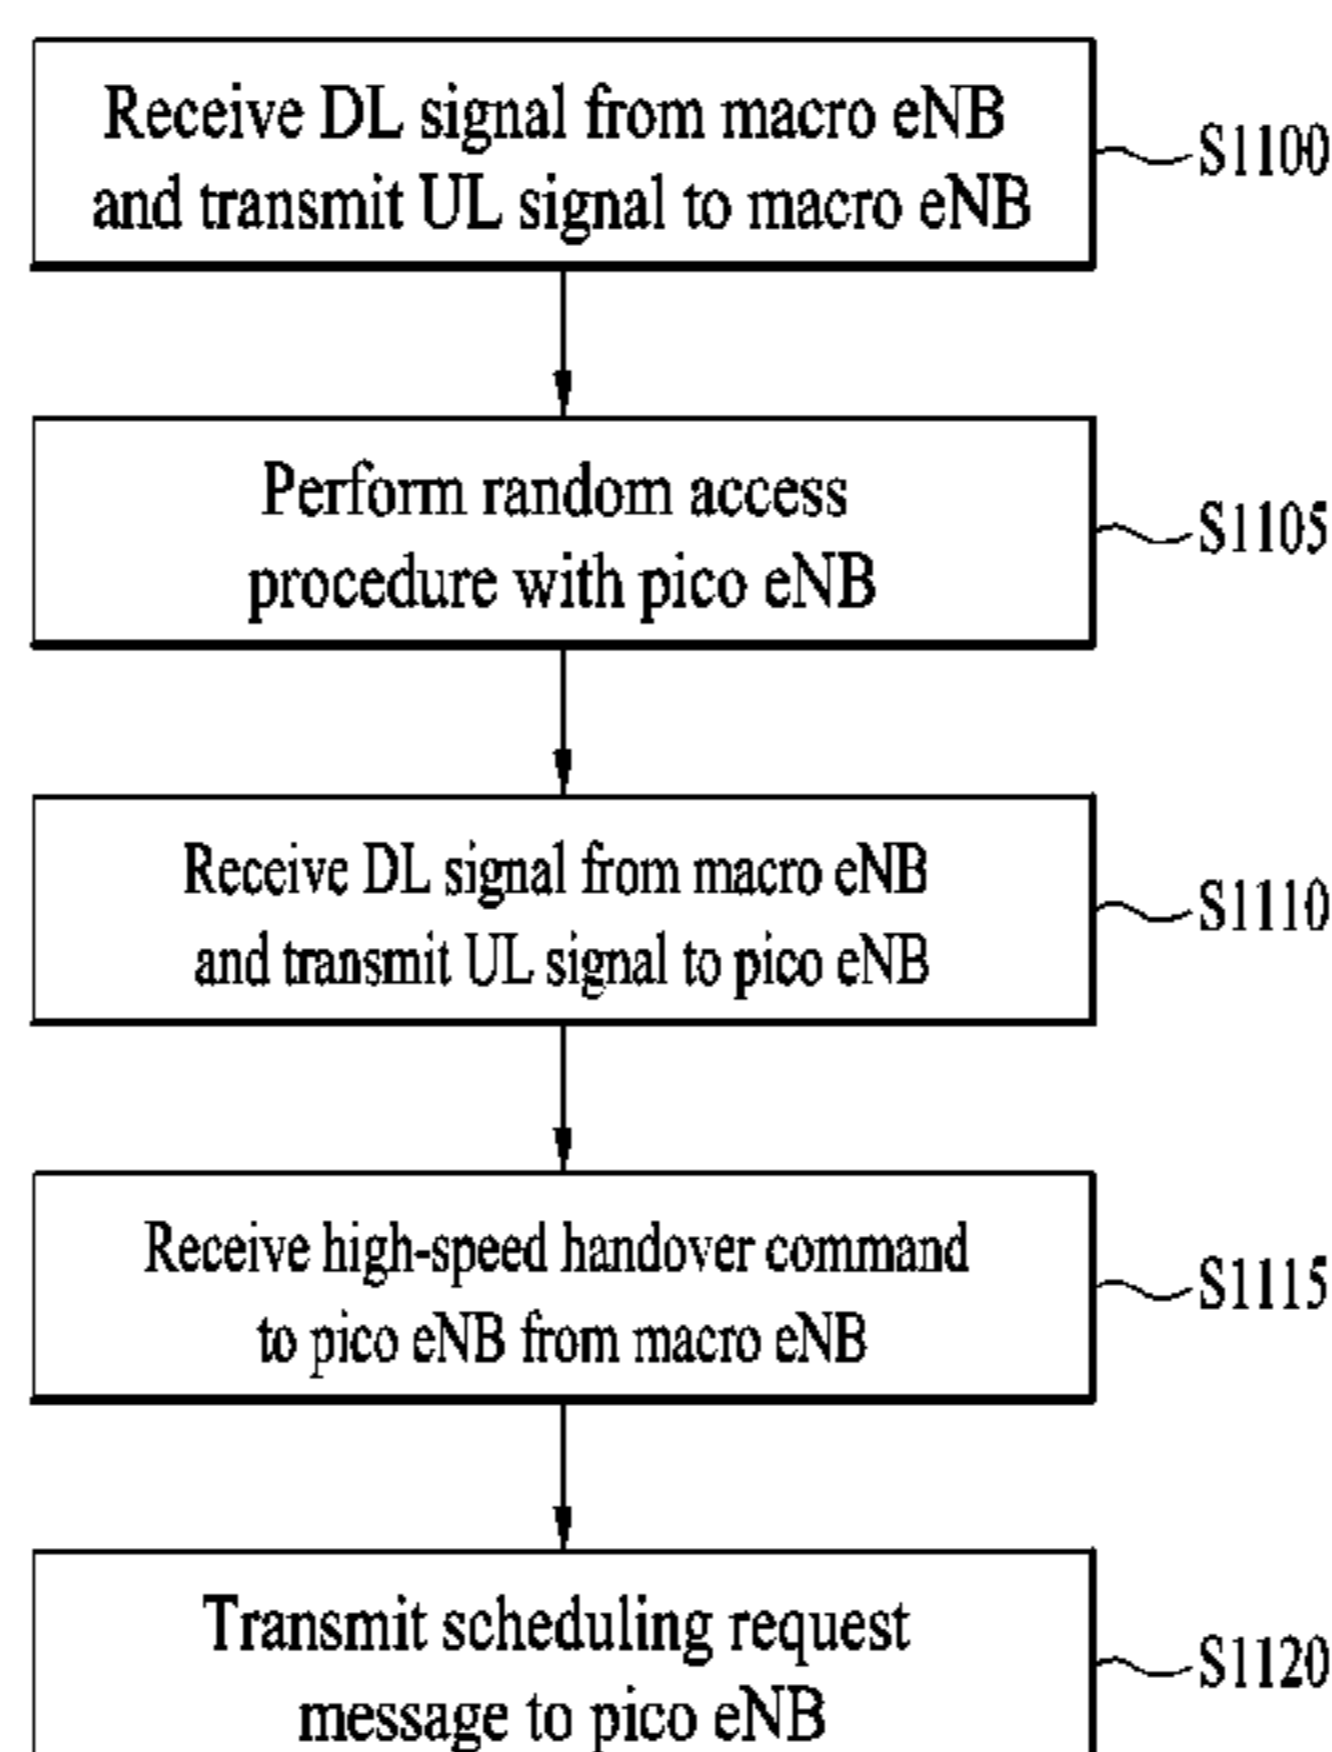 Receive DL signal from macro eNB
and transmit UL signal to macro eNB
S1100
Perform random access
procedure with pico eNB
S1105
Receive DL signal from macro eNB
and transmit UL signal to pico eNB
S1110
Receive high-speed handover command
to pico eNB from macro eNB
S1115
Transmit scheduling request
message to pico eNB
S1120